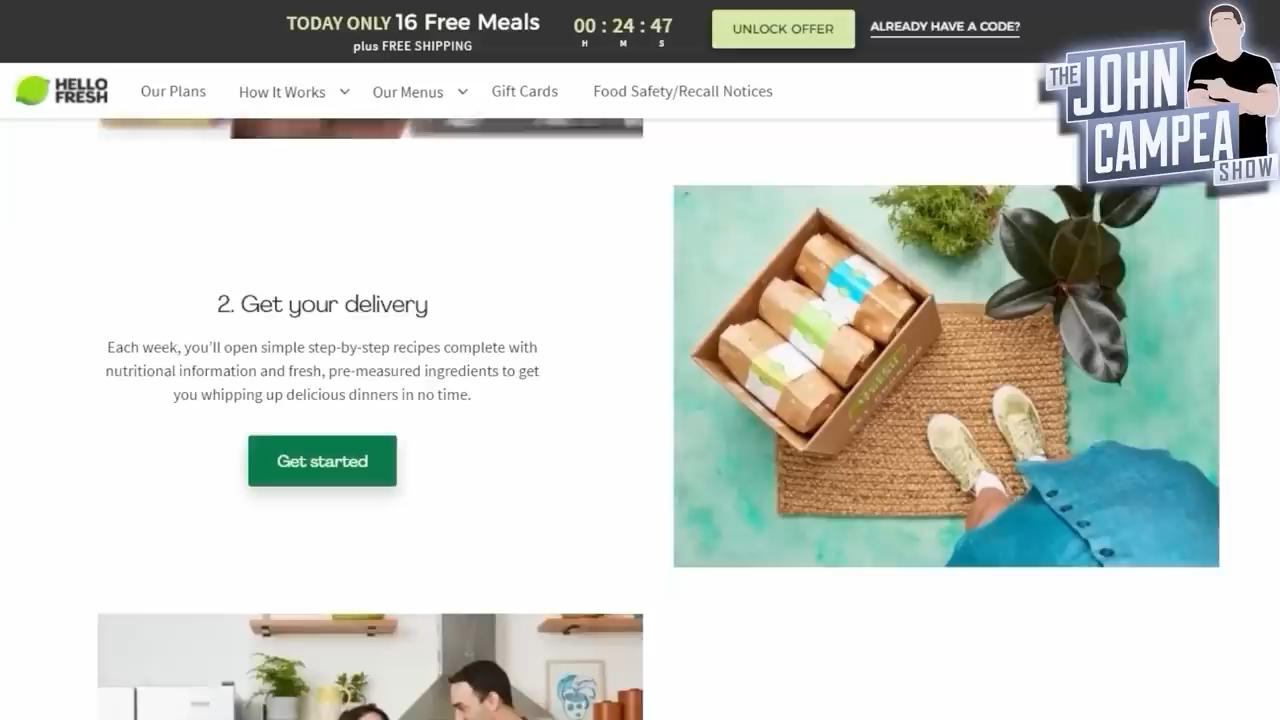 TODAY ONLY 16 Free Meals
plus FREE SHIPPING
00 : 24 : 47
H M S
UNLOCK OFFER
ALREADY HAVE A CODE?
THE
JOHN
CAMPEA
SHOW
HELLO
FRESH
Our Plans
How It Works
Our Menus
Gift Cards
Food Safety/Recall Notices
2. Get your delivery
Each week, you’ll open simple step-by-step recipes complete with
nutritional information and fresh, pre-measured ingredients to get
you whipping up delicious dinners in no time.
Get started